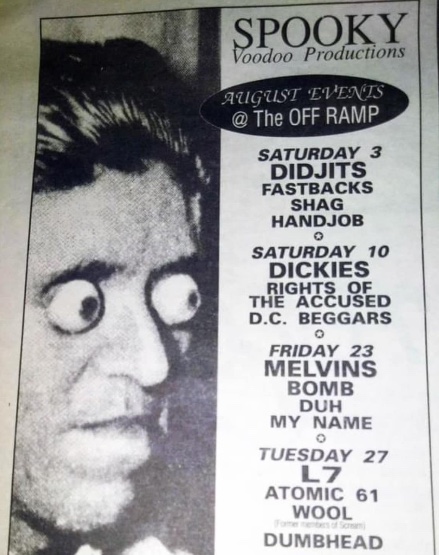 SPOOKY
Voodoo Productions
AUGUST EVENTS
@ The OFF RAMP
SATURDAY 3
DIDJITS
FASTBACKS
SHAG
HANDJOB
SATURDAY 10
DICKIES
RIGHTS OF
THE ACCUSED
D.C. BEGGARS
FRIDAY 23
MELVINS
BOMB
DUH
MY NAME
TUESDAY 27
L7
ATOMIC 61
WOOL
(Former members of Scream)
DUMBHEAD